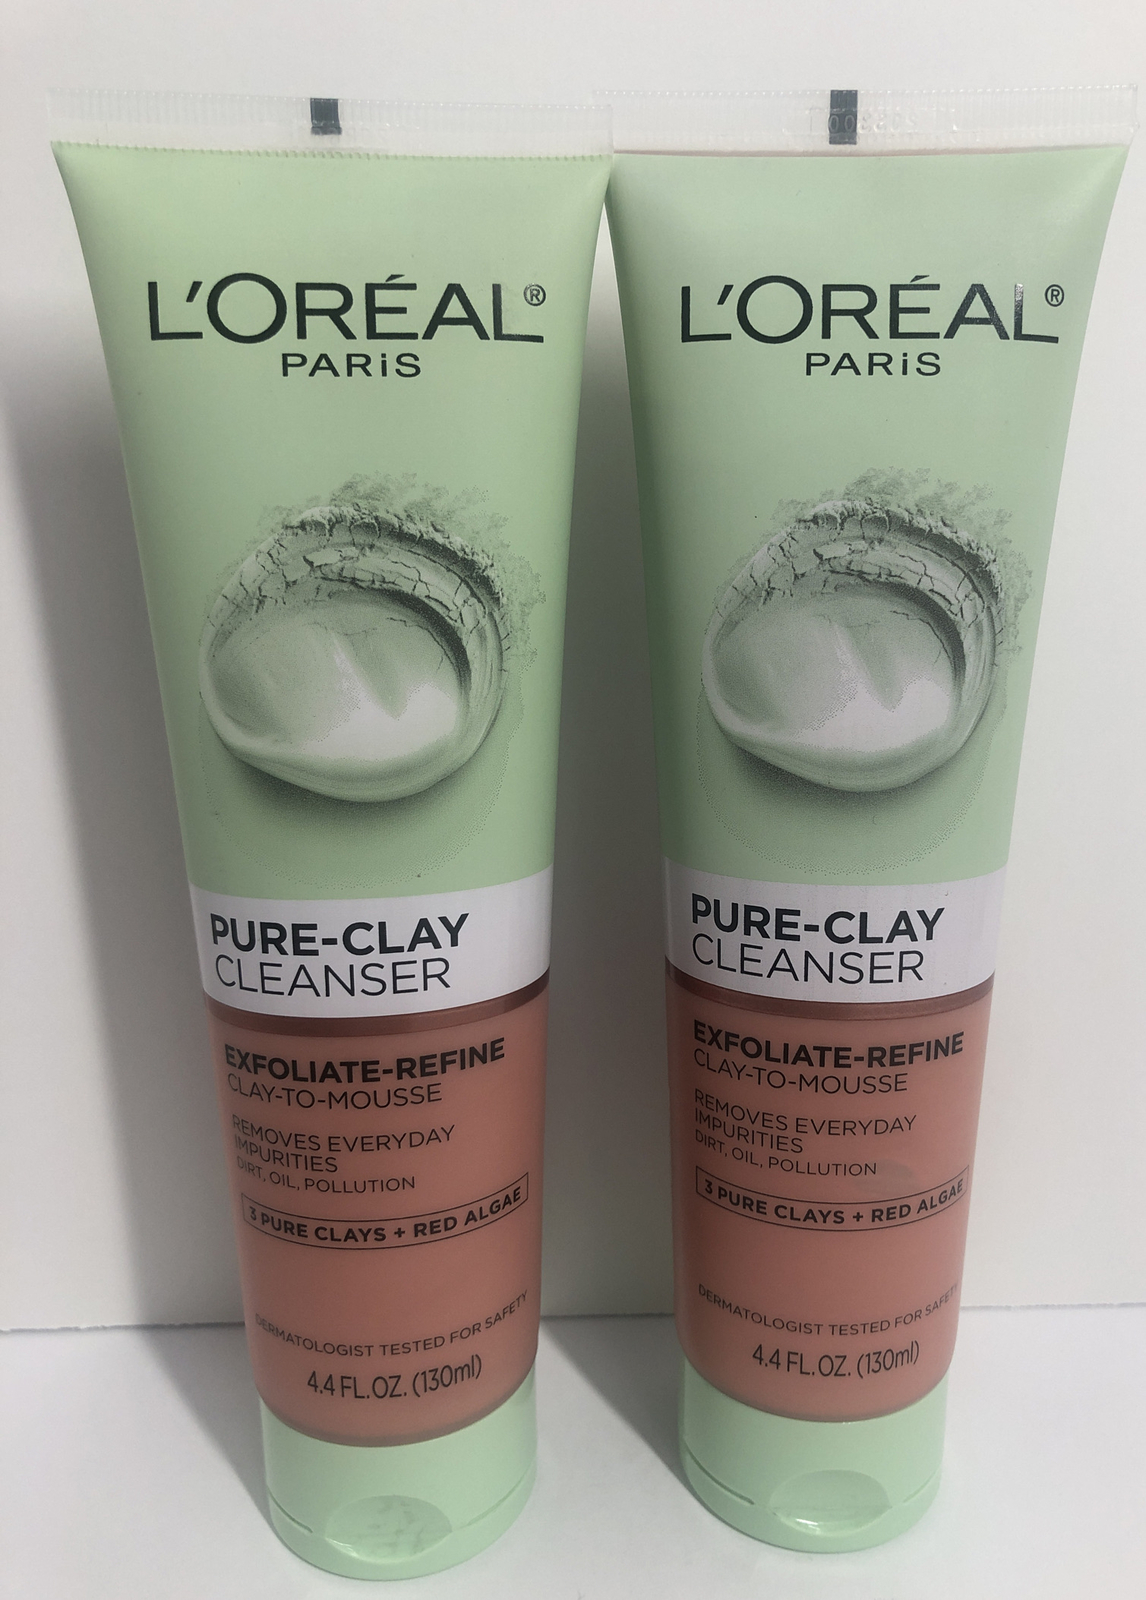 L'ORÉAL®
PARiS
PURE-CLAY
CLEANSER
EXFOLIATE-REFINE
CLAY-TO-MOUSSE
REMOVES EVERYDAY
IMPURITIES
DIRT, OIL, POLLUTION
3 PURE CLAYS + RED ALGAE
DERMATOLOGIST TESTED FOR SAFETY
4.4 FL.OZ. (130ml)
L'ORÉAL®
PARiS
PURE-CLAY
CLEANSER
EXFOLIATE-REFINE
CLAY-TO-MOUSSE
REMOVES EVERYDAY
IMPURITIES
DIRT, OIL, POLLUTION
3 PURE CLAYS + RED ALGAE
DERMATOLOGIST TESTED FOR SAFETY
4.4 FL.OZ. (130ml)